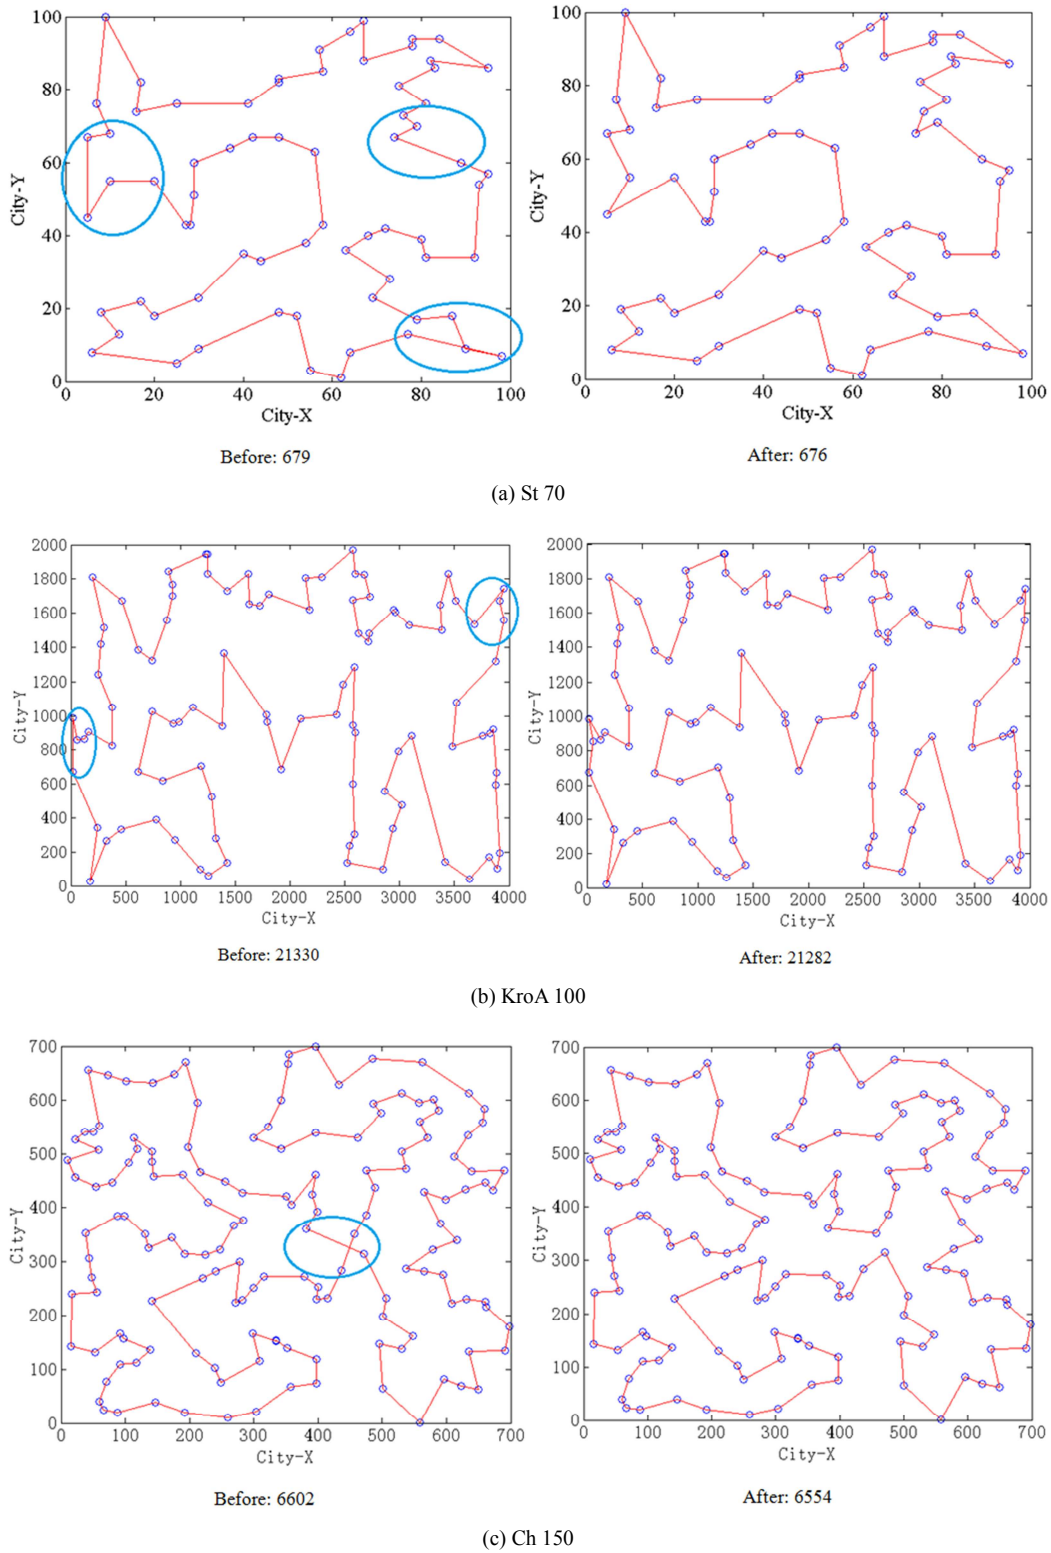 100
80
60
40
20
0
City-Y
0 20 40 60 80 100
City-X
Before: 679
100
80
60
40
20
0
City-Y
0 20 40 60 80 100
City-X
After: 676
(a) St 70
2000
1800
1600
1400
1200
1000
800
600
400
200
0
City-Y
0 500 1000 1500 2000 2500 3000 3500 4000
City-X
Before: 21330
2000
1800
1600
1400
1200
1000
800
600
400
200
0
City-Y
0 500 1000 1500 2000 2500 3000 3500 4000
City-X
After: 21282
(b) KroA 100
700
600
500
400
300
200
100
0
City-Y
0 100 200 300 400 500 600 700
City-X
Before: 6602
700
600
500
400
300
200
100
0
City-Y
0 100 200 300 400 500 600 700
City-X
After: 6554
(c) Ch 150